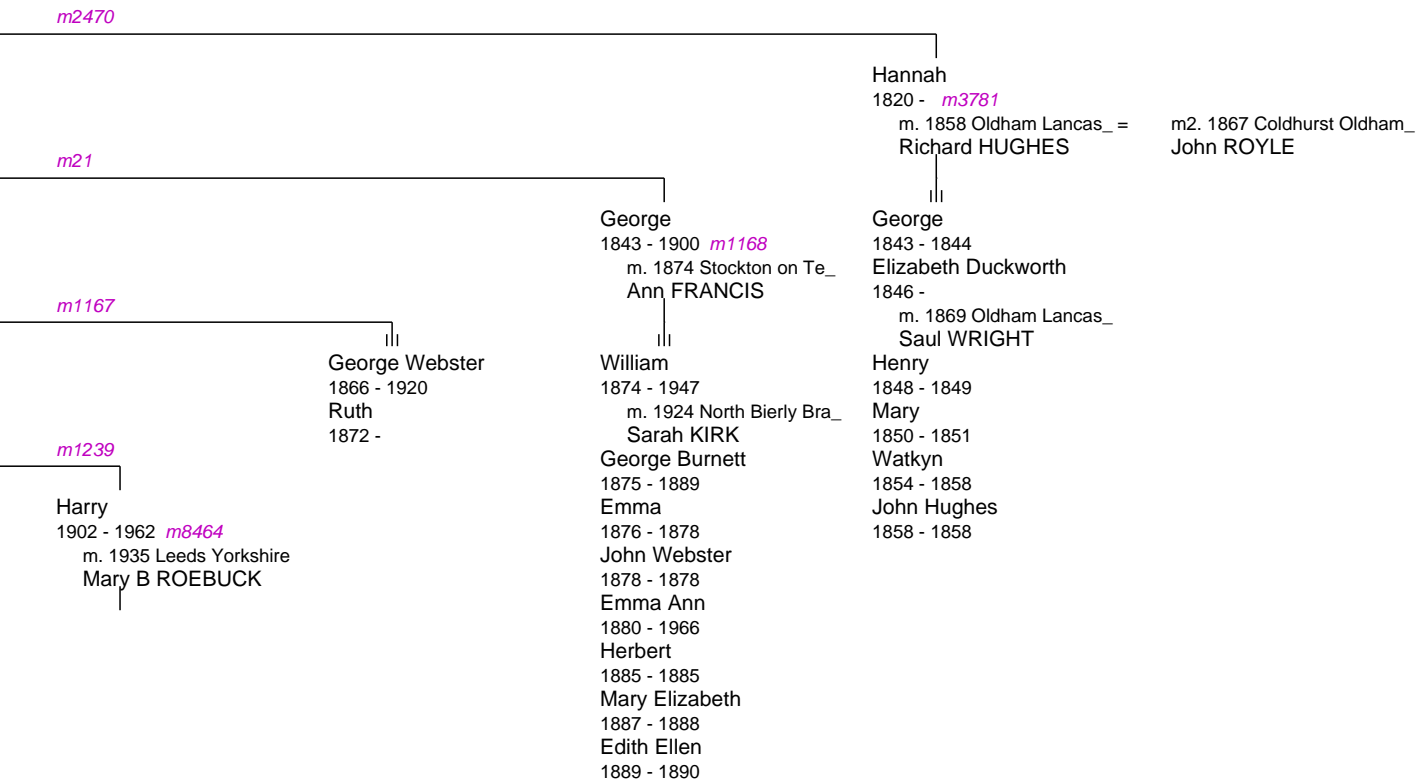 m2470
Hannah
1820 - m3781
m. 1858 Oldham Lancas_ = m2. 1867 Coldhurst Oldham_
Richard HUGHES John ROYLE
m21
George
1843 - 1900 m1168
m. 1874 Stockton on Te_
Ann FRANCIS
George
1843 - 1844
Elizabeth Duckworth
1846 -
m. 1869 Oldham Lancas_
Saul WRIGHT
Henry
1848 - 1849
Mary
1850 - 1851
Watkyn
1854 - 1858
John Hughes
1858 - 1858
m1167
George Webster
1866 - 1920
Ruth
1872 -
William
1874 - 1947
m. 1924 North Bierly Bra_
Sarah KIRK
George Burnett
1875 - 1889
Emma
1876 - 1878
John Webster
1878 - 1878
Emma Ann
1880 - 1966
Herbert
1885 - 1885
Mary Elizabeth
1887 - 1888
Edith Ellen
1889 - 1890
m1239
Harry
1902 - 1962 m8464
m. 1935 Leeds Yorkshire
Mary B ROEBUCK